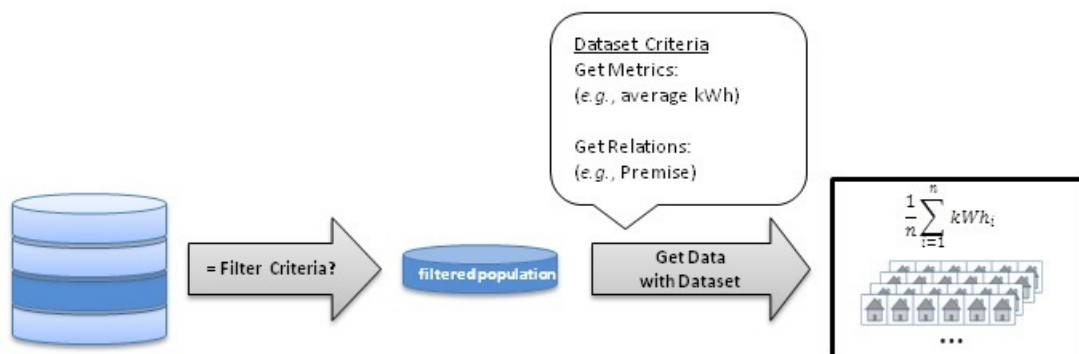 Dataset Criteria
Get Metrics:
(e.g., average kWh)
Get Relations:
(e.g., Premise)
= Filter Criteria?
filtered population
Get Data
with Dataset
n
1/n ∑ kWhᵢ
i=1
...